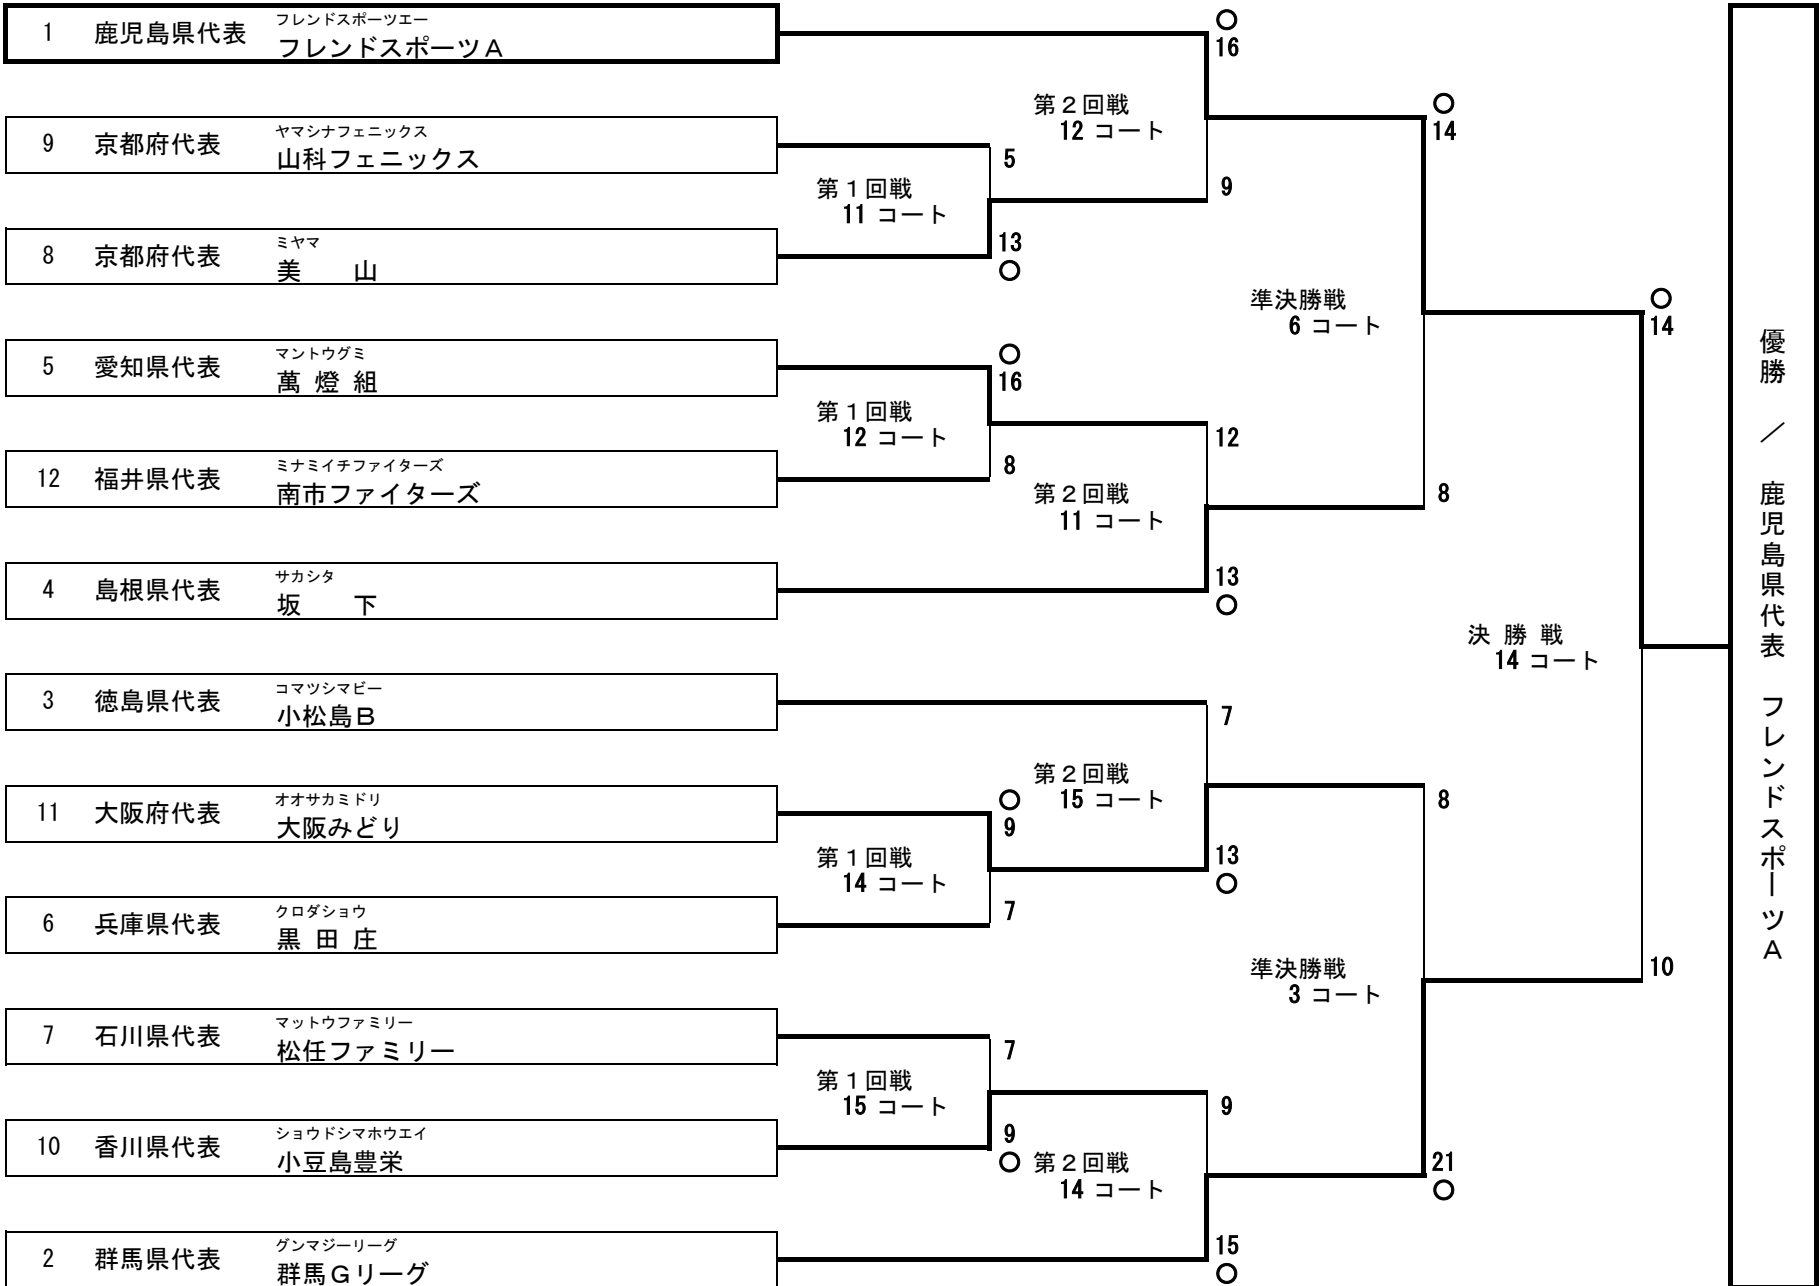 フレンドスポーツエー
1 鹿児島県代表 フレンドスポーツA
○
16
第2回戦
12 コート
○
14
ヤマシナフェニックス
9 京都府代表 山科フェニックス
5
第1回戦
11 コート
9
ミヤマ
8 京都府代表 美 山
13
○
準決勝戦
6 コート
○
14
マントウグミ
5 愛知県代表 萬 燈 組
○
16
第1回戦
12 コート
12
ミナミイチファイターズ
12 福井県代表 南市ファイターズ
8
第2回戦
11 コート
8
サカシタ
4 島根県代表 坂 下
13
○
決 勝 戦
14 コート
コマツシマビー
3 徳島県代表 小松島B
7
第2回戦
15 コート
8
オオサカミドリ
11 大阪府代表 大阪みどり
○
9
第1回戦
14 コート
13
○
クロダショウ
6 兵庫県代表 黒 田 庄
7
準決勝戦
3 コート
10
マットウファミリー
7 石川県代表 松任ファミリー
7
第1回戦
15 コート
9
ショウドシマホウエイ
10 香川県代表 小豆島豊栄
9
○
第2回戦
14 コート
21
○
グンマジーリーグ
2 群馬県代表 群馬Gリーグ
15
○
優勝 / 鹿児島県代表 フレンドスポーツA